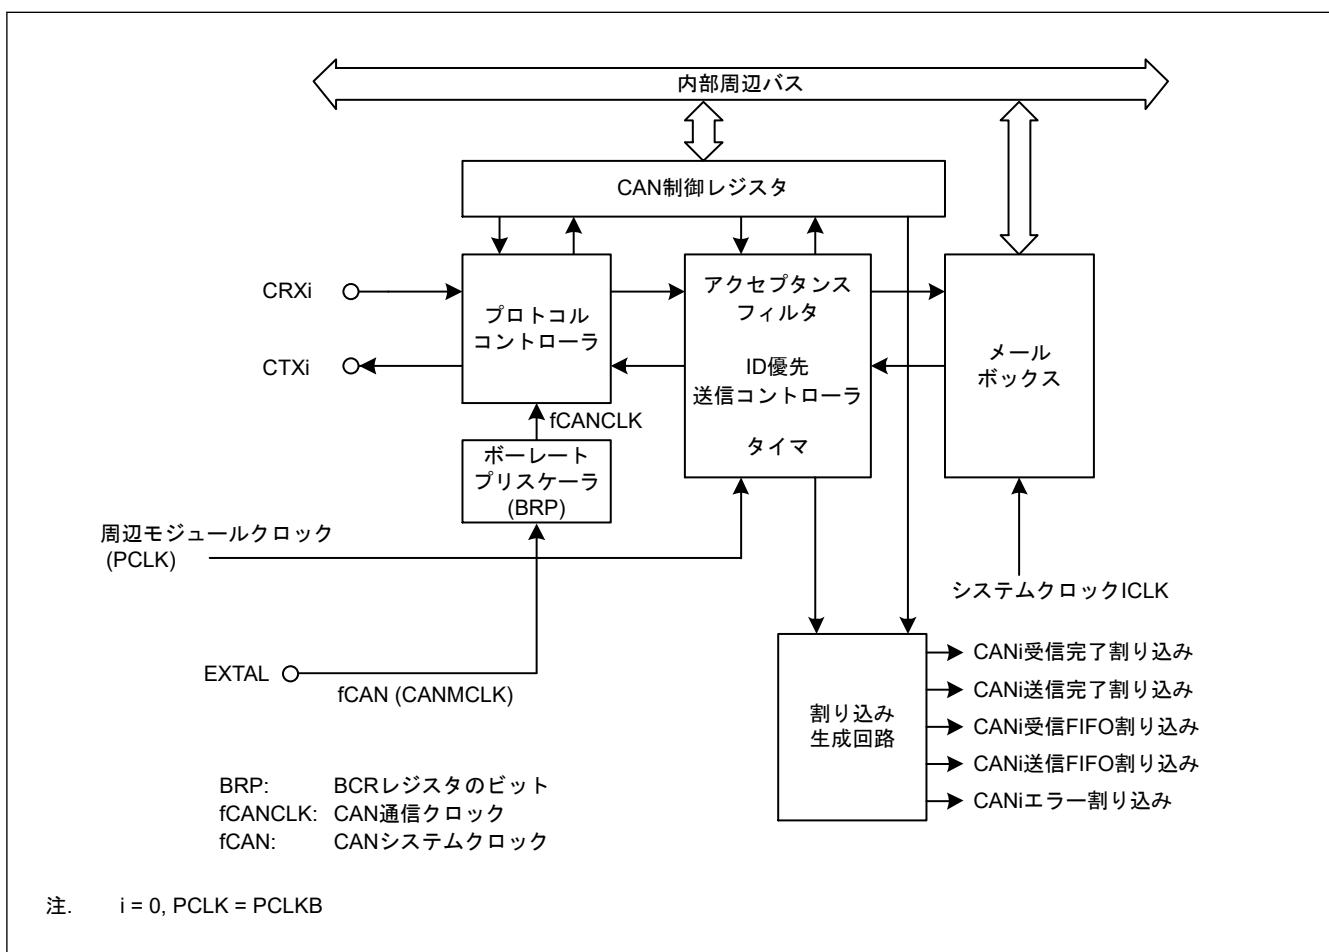 内部周辺バス
CAN制御レジスタ
CRXi
CTXi
プロトコル
コントローラ
アクセプタンス
フィルタ
ID優先
送信コントローラ
タイマ
メール
ボックス
fCANCLK
ボーレート
プリスケーラ
(BRP)
周辺モジュールクロック
(PCLK)
システムクロックICLK
EXTAL
fCAN (CANMCLK)
割り込み
生成回路
CANi受信完了割り込み
CANi送信完了割り込み
CANi受信FIFO割り込み
CANi送信FIFO割り込み
CANiエラー割り込み
BRP: BCRレジスタのビット
fCANCLK: CAN通信クロック
fCAN: CANシステムクロック
注. i = 0, PCLK = PCLKB